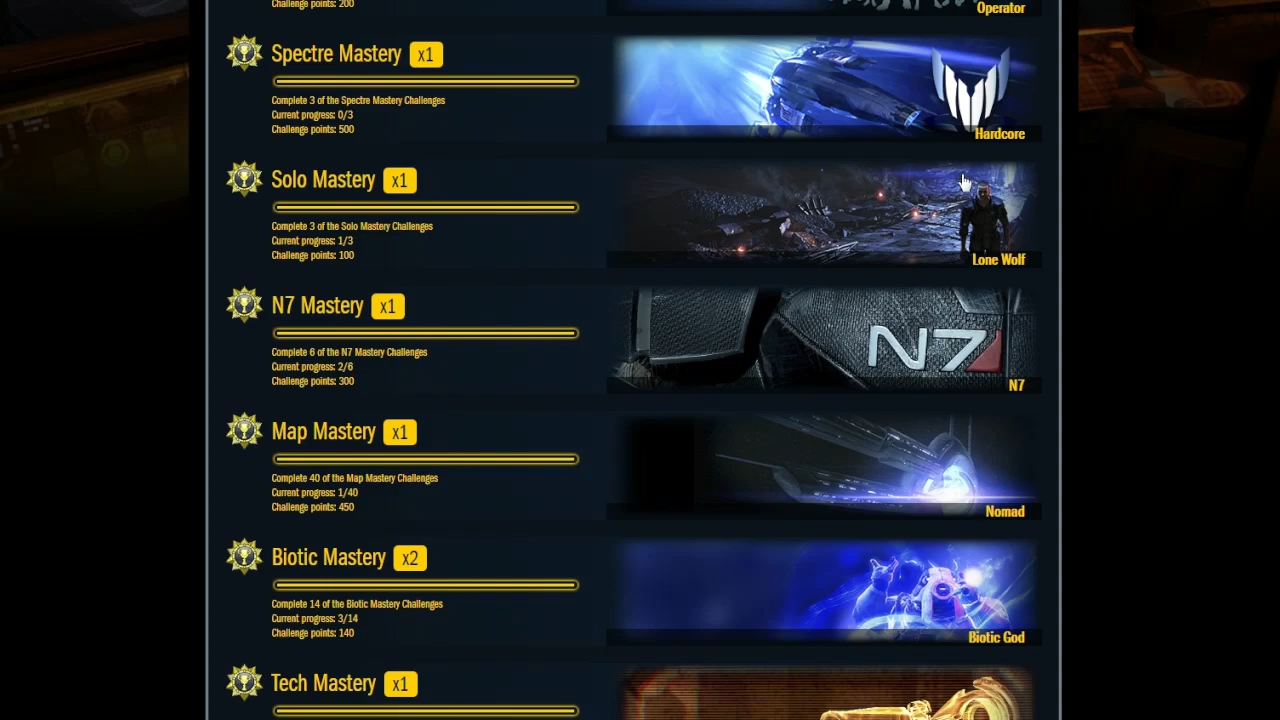 Challenge points: 200
Operator
Spectre Mastery x1
Complete 3 of the Spectre Mastery Challenges
Current progress: 0/3
Challenge points: 500
Hardcore
Solo Mastery x1
Complete 3 of the Solo Mastery Challenges
Current progress: 1/3
Challenge points: 100
Lone Wolf
N7 Mastery x1
Complete 6 of the N7 Mastery Challenges
Current progress: 2/6
Challenge points: 300
N7
N7
Map Mastery x1
Complete 40 of the Map Mastery Challenges
Current progress: 1/40
Challenge points: 450
Nomad
Biotic Mastery x2
Complete 14 of the Biotic Mastery Challenges
Current progress: 3/14
Challenge points: 140
Biotic God
Tech Mastery x1